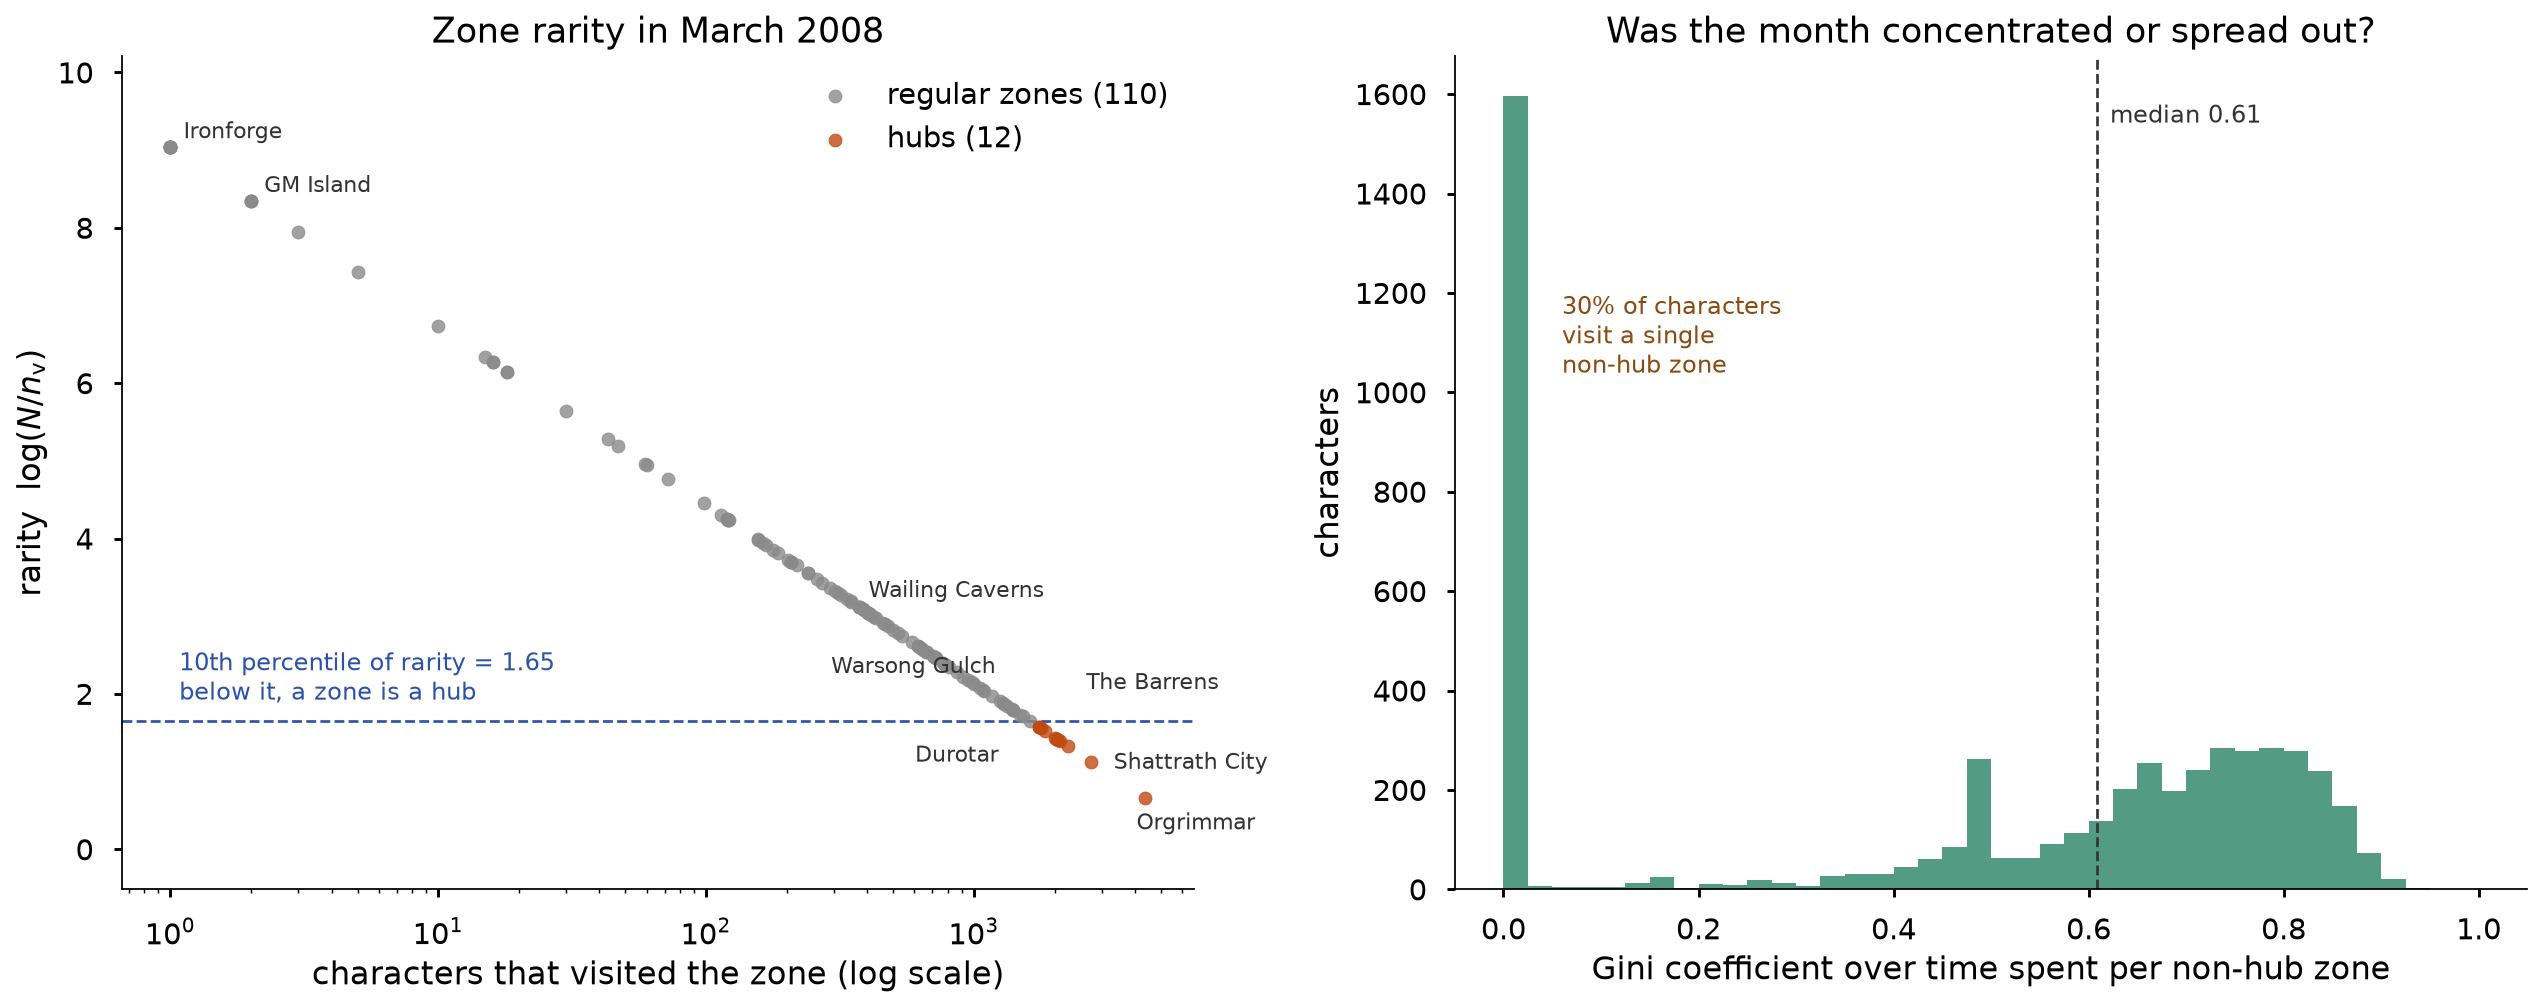 Zone rarity in March 2008
10
8
6
4
2
0
rarity log(N/nᵥ)
Ironforge
GM Island
regular zones (110)
hubs (12)
Wailing Caverns
Warsong Gulch
The Barrens
10th percentile of rarity = 1.65
below it, a zone is a hub
Durotar
Shattrath City
Orgrimmar
10⁰
10¹
10²
10³
characters that visited the zone (log scale)
Was the month concentrated or spread out?
1600
1400
1200
1000
800
600
400
200
0
characters
median 0.61
30% of characters
visit a single
non-hub zone
0.0
0.2
0.4
0.6
0.8
1.0
Gini coefficient over time spent per non-hub zone